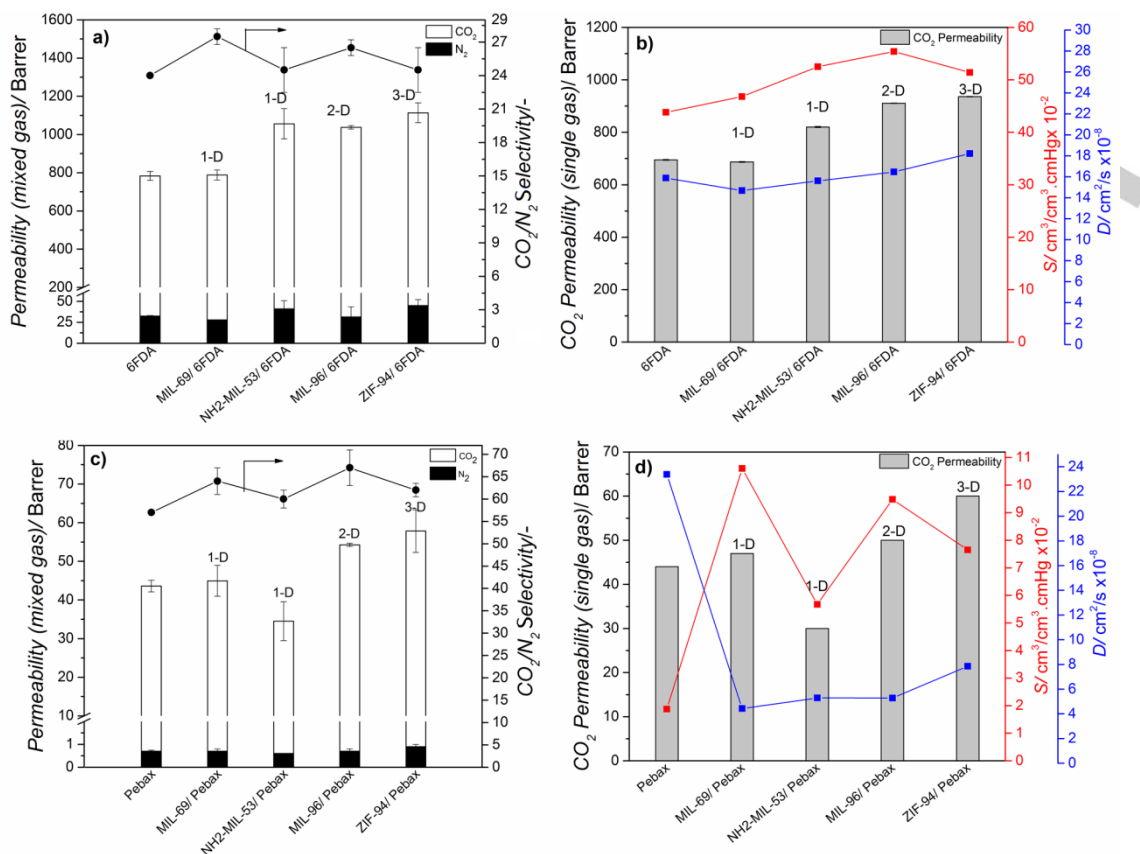 a)
CO2
N2
1-D
1-D
2-D
3-D
1600
1400
1200
1000
800
600
400
200
50
25
0
Permeability (mixed gas)/ Barrer
29
27
24
21
18
15
12
9
6
3
0
CO2/N2 Selectivity/-
6FDA
MIL-69/ 6FDA
NH2-MIL-53/ 6FDA
MIL-96/ 6FDA
ZIF-94/ 6FDA
b)
CO2 Permeability
1-D
1-D
2-D
3-D
1200
1000
800
600
400
200
0
CO2 Permeability (single gas)/ Barrer
60
50
40
30
20
10
0
S/ cm3/cm3.cmHgx 10-2
30
28
26
24
22
20
18
16
14
12
10
8
6
4
2
0
D/ cm2/s x10-8
6FDA
MIL-69/ 6FDA
NH2-MIL-53/ 6FDA
MIL-96/ 6FDA
ZIF-94/ 6FDA
c)
CO2
N2
1-D
1-D
2-D
3-D
80
70
60
50
40
30
20
10
1
0
Permeability (mixed gas)/ Barrer
70
65
60
55
50
45
40
35
30
25
20
15
10
5
0
CO2/N2 Selectivity/-
Pebax
MIL-69/ Pebax
NH2-MIL-53/ Pebax
MIL-96/ Pebax
ZIF-94/ Pebax
d)
CO2 Permeability
1-D
1-D
2-D
3-D
70
60
50
40
30
20
10
0
CO2 Permeability (single gas)/ Barrer
11
10
9
8
7
6
5
4
3
2
1
0
S/ cm3/cm3.cmHg x10-2
24
22
20
18
16
14
12
10
8
6
4
2
0
D/ cm2/s x10-8
Pebax
MIL-69/ Pebax
NH2-MIL-53/ Pebax
MIL-96/ Pebax
ZIF-94/ Pebax